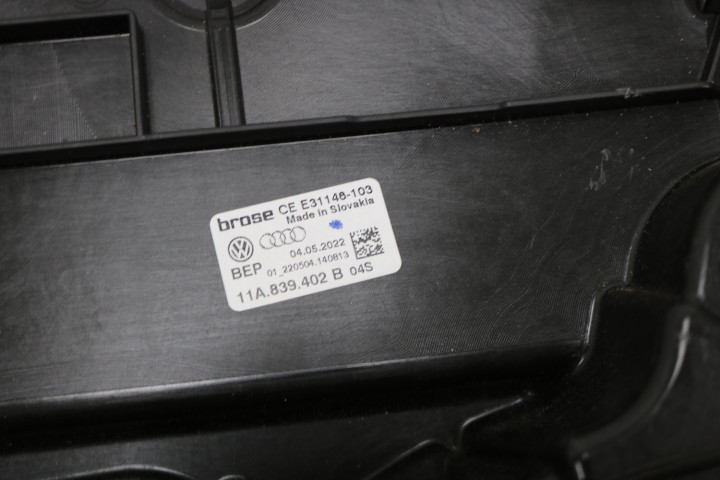 brose CE E31148-103
Made in Slovakia
04.05.2022
BEP 01_220504.140813
11A.839.402 B 04S